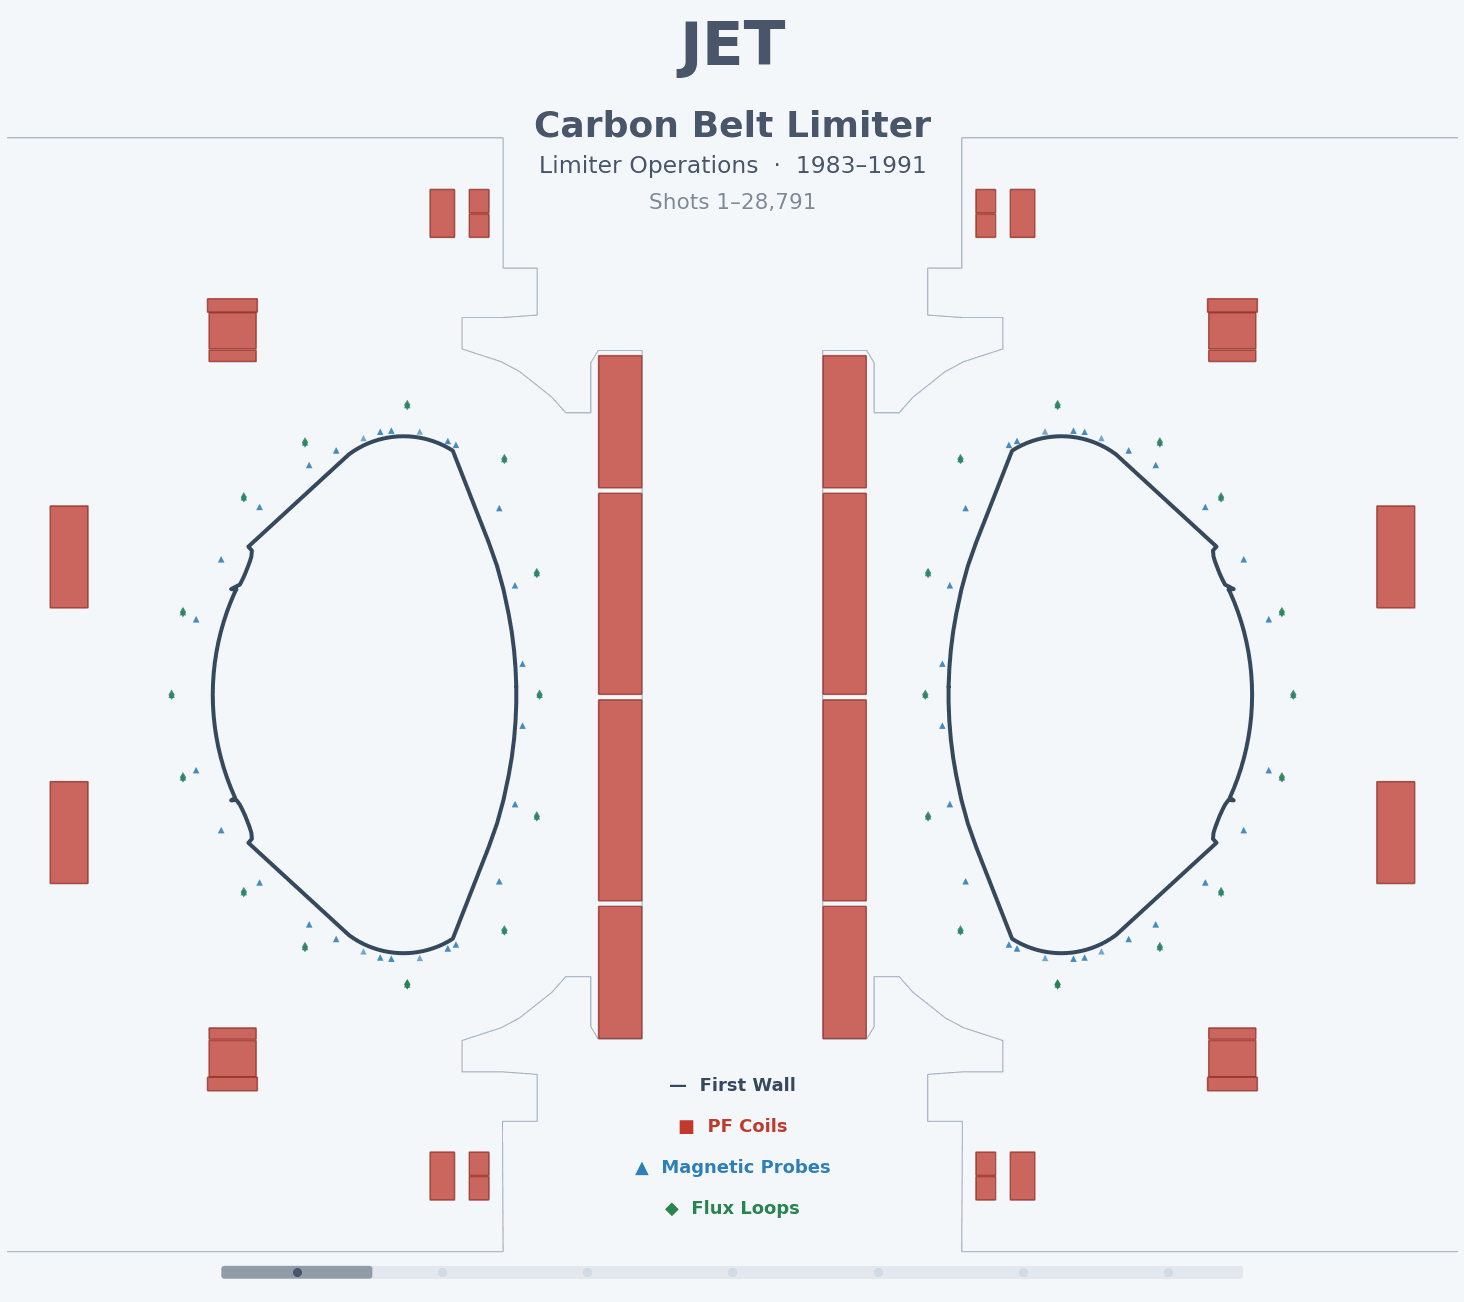 JET
Carbon Belt Limiter
Limiter Operations · 1983–1991
Shots 1–28,791
— First Wall
■ PF Coils
▲ Magnetic Probes
◆ Flux Loops